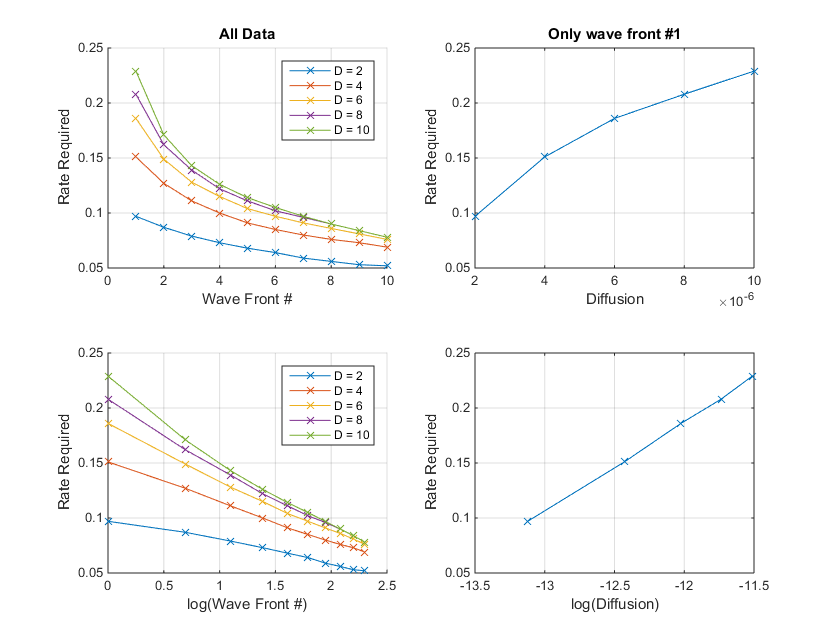 All Data
0.25
0.2
0.15
0.1
0.05
Rate Required
0 2 4 6 8 10
Wave Front #
D = 2
D = 4
D = 6
D = 8
D = 10
Only wave front #1
0.25
0.2
0.15
0.1
0.05
Rate Required
2 4 6 8 10
Diffusion
×10⁻⁶
0.25
0.2
0.15
0.1
0.05
Rate Required
0 0.5 1 1.5 2 2.5
log(Wave Front #)
D = 2
D = 4
D = 6
D = 8
D = 10
0.25
0.2
0.15
0.1
0.05
Rate Required
-13.5 -13 -12.5 -12 -11.5
log(Diffusion)